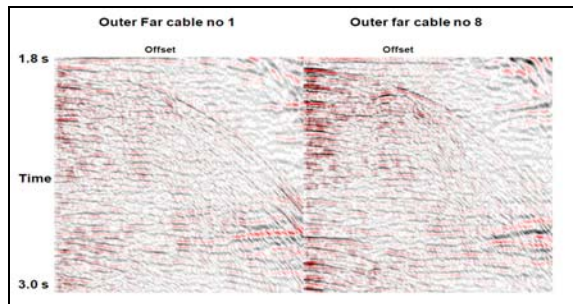 Outer Far cable no 1
Outer far cable no 8
Offset
Offset
1.8 s
Time
3.0 s